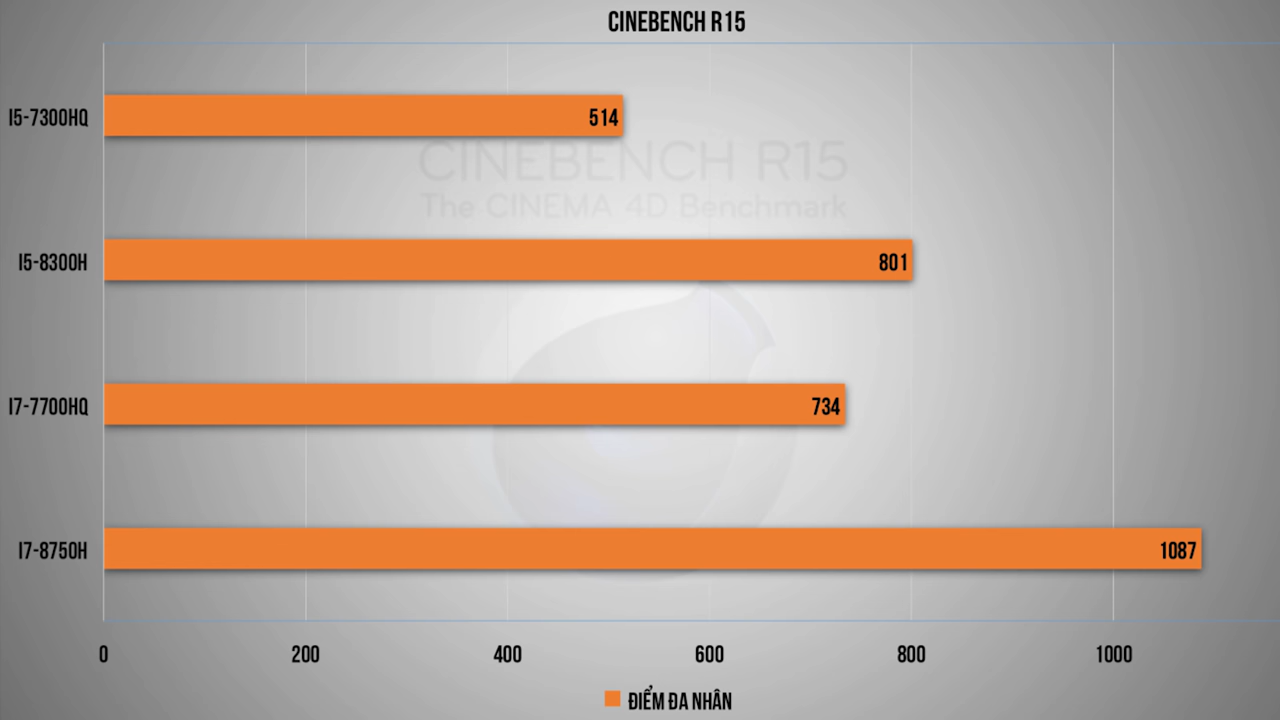 CINEBENCH R15
I5-7300HQ
514
CINEBENCH R15
The CINEMA 4D Benchmark
I5-8300H
801
I7-7700HQ
734
I7-8750H
1087
0 200 400 600 800 1000
ĐIỂM ĐA NHÂN